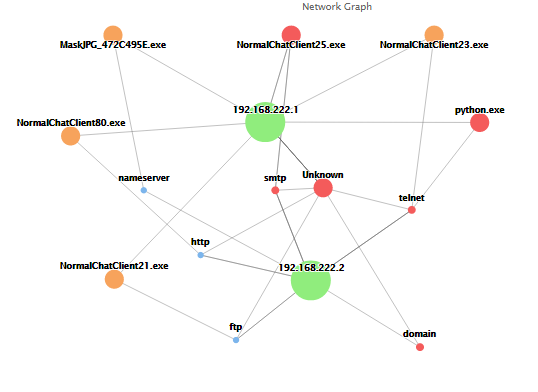 Network Graph
MaskJPG_472C495E.exe
NormalChatClient25.exe
NormalChatClient23.exe
192.168.222.1
python.exe
NormalChatClient80.exe
nameserver
smtp
Unknown
telnet
http
NormalChatClient21.exe
192.168.222.2
ftp
domain